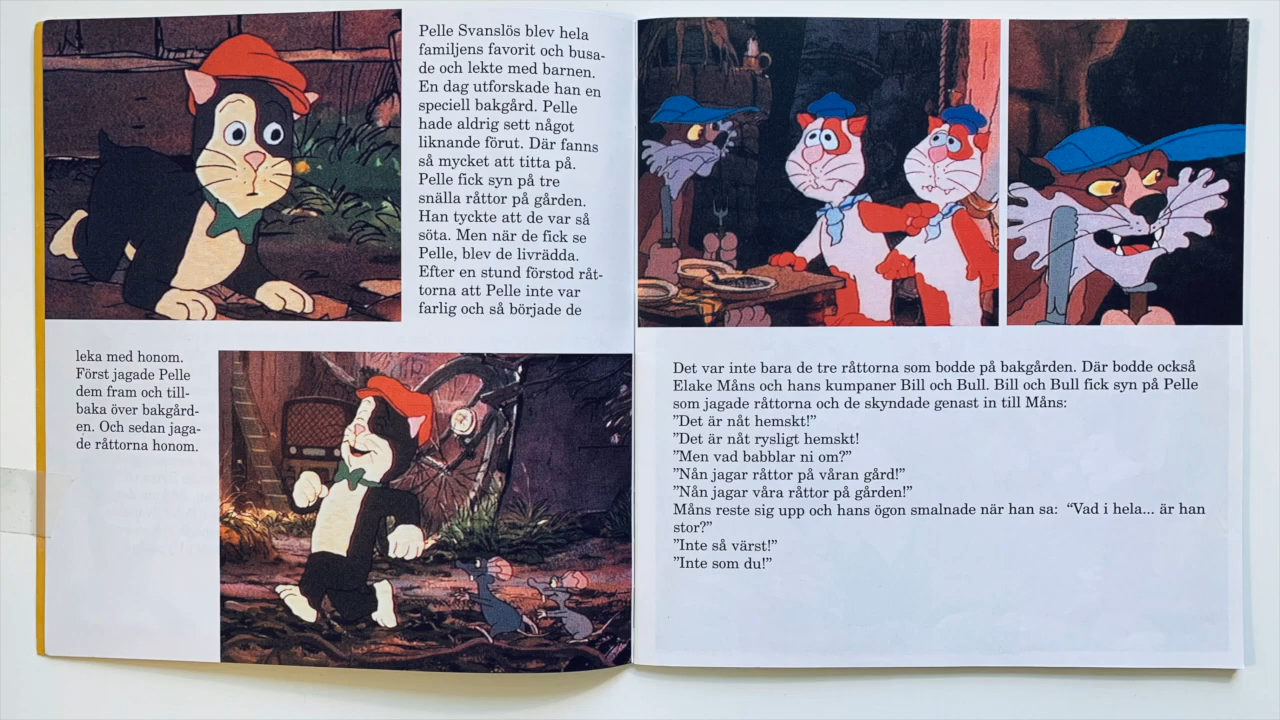 Pelle Svanslös blev hela
familjens favorit och busa-
de och lekte med barnen.
En dag utforskade han en
speciell bakgård. Pelle
hade aldrig sett något
liknande förut. Där fanns
så mycket att titta på.
Pelle fick syn på tre
snälla råttor på gården.
Han tyckte att de var så
söta. Men när de fick se
Pelle, blev de livrädda.
Efter en stund förstod råt-
torna att Pelle inte var
farlig och så började de
leka med honom.
Först jagade Pelle
dem fram och till-
baka över bakgård-
en. Och sedan jaga-
de råttorna honom.
Det var inte bara de tre råttorna som bodde på bakgården. Där bodde också
Elake Måns och hans kumpaner Bill och Bull. Bill och Bull fick syn på Pelle
som jagade råttorna och de skyndade genast in till Måns:
”Det är nåt hemskt!”
”Det är nåt rysligt hemskt!
”Men vad babblar ni om?”
”Nån jagar råttor på våran gård!”
”Nån jagar våra råttor på gården!”
Måns reste sig upp och hans ögon smalnade när han sa: “Vad i hela... är han
stor?”
”Inte så värst!”
”Inte som du!”